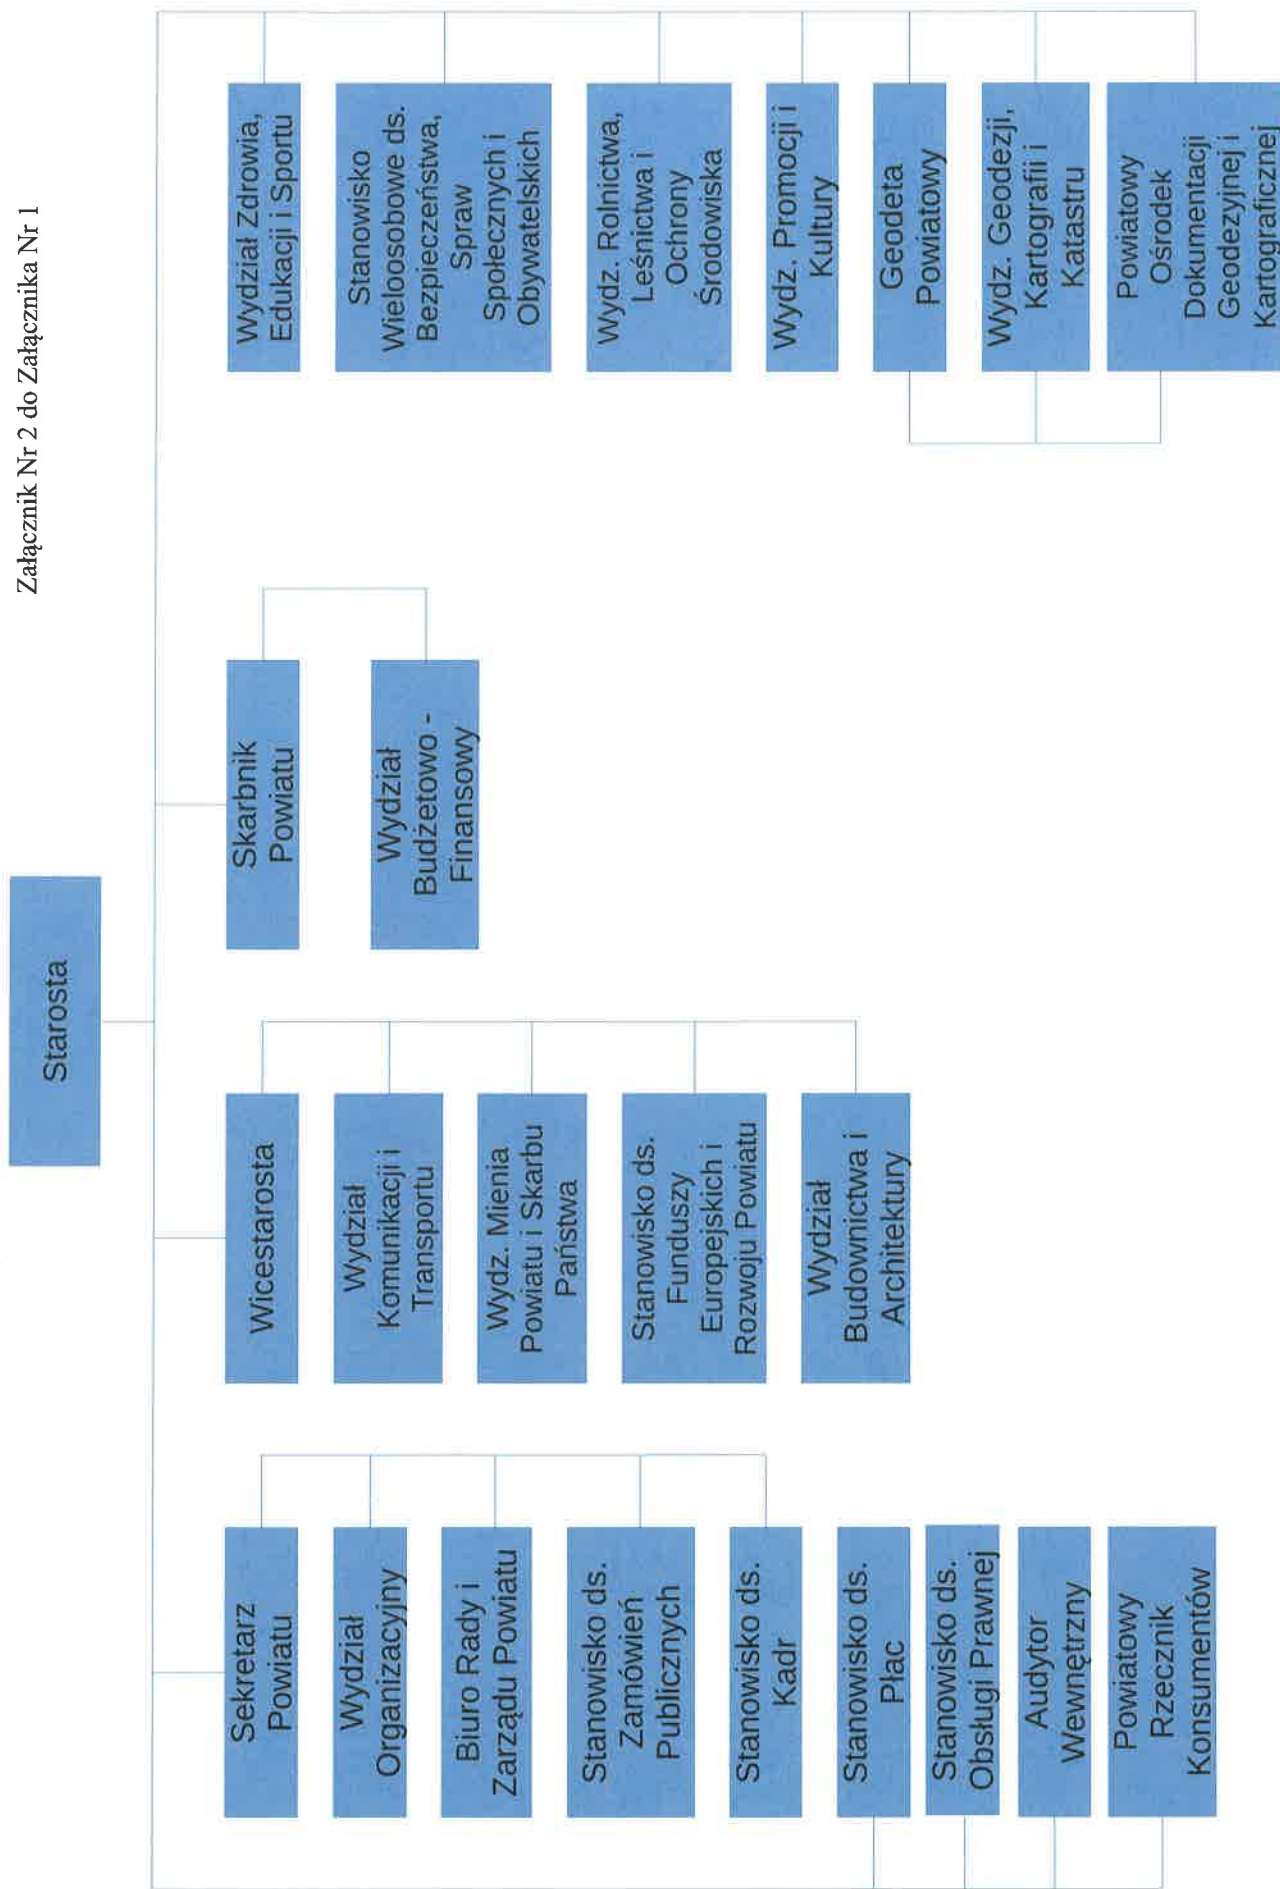 Załącznik Nr 2 do Załącznika Nr 1
Starosta
Sekretarz
Powiatu
Wydział
Organizacyjny
Biuro Rady i
Zarządu Powiatu
Stanowisko ds.
Zamówień
Publicznych
Stanowisko ds.
Kadr
Stanowisko ds.
Płac
Stanowisko ds.
Obsługi Prawnej
Audytor
Wewnętrzny
Powiatowy
Rzecznik
Konsumentów
Wicestarosta
Wydział
Komunikacji i
Transportu
Wydz. Mienia
Powiatu i Skarbu
Państwa
Stanowisko ds.
Funduszy
Europejskich i
Rozwoju Powiatu
Wydział
Budownictwa i
Architektury
Skarbnik
Powiatu
Wydział
Budżetowo -
Finansowy
Wydział Zdrowia,
Edukacji i Sportu
Stanowisko
Wieloosobowe ds.
Bezpieczeństwa,
Spraw
Społecznych i
Obywatelskich
Wydz. Rolnictwa,
Leśnictwa i
Ochrony
Środowiska
Wydz. Promocji i
Kultury
Geodeta
Powiatowy
Wydz. Geodezji,
Kartografii i
Katastru
Powiatowy
Ośrodek
Dokumentacji
Geodezyjnej i
Kartograficznej